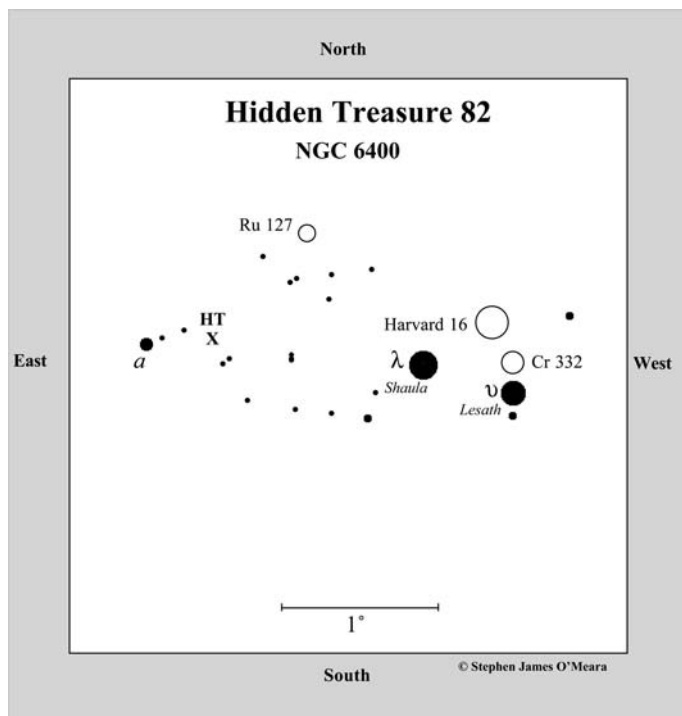 North
Hidden Treasure 82
NGC 6400
Ru 127
HT
X
Harvard 16
East
a
λ
Cr 332
West
Shaula
υ
Lesath
1°
South
© Stephen James O’Meara